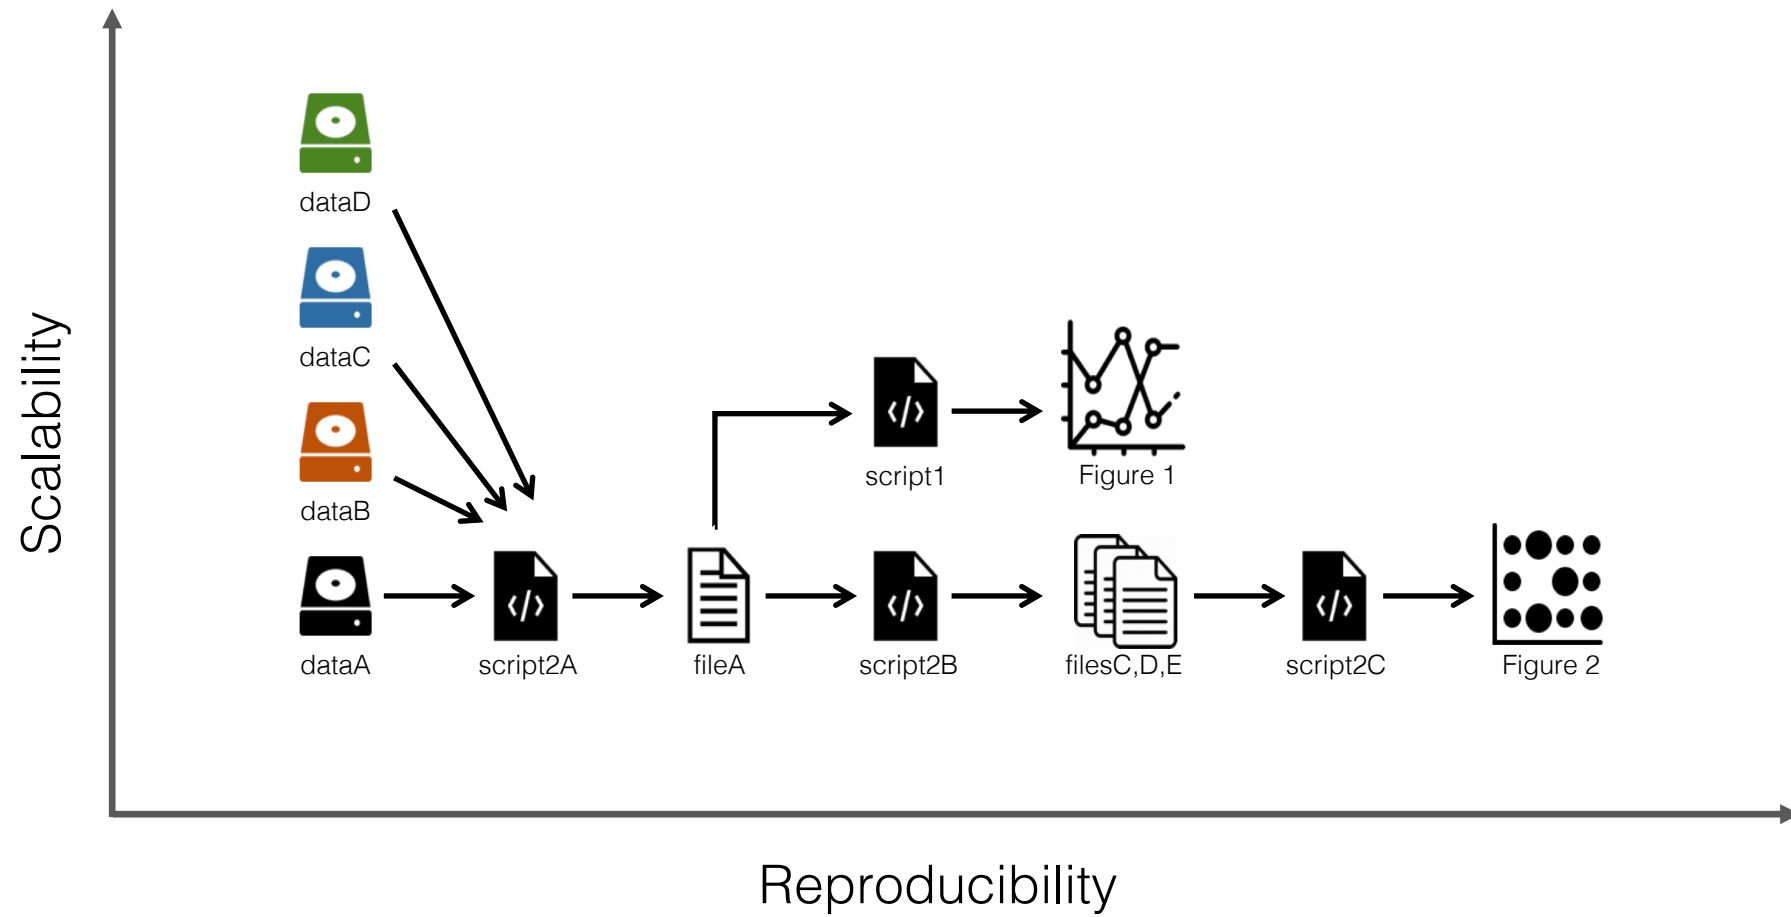 Scalability
dataD
dataC
dataB
dataA
</>
script2A
fileA
</>
script1
Figure 1
</>
script2B
filesC,D,E
</>
script2C
Figure 2
Reproducibility